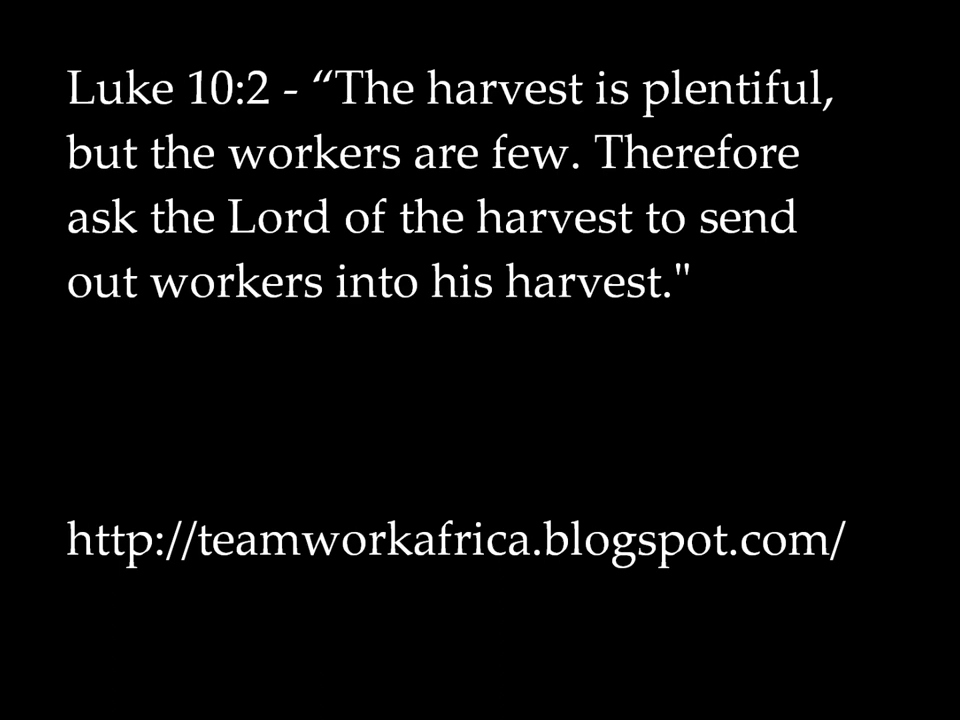 Luke 10:2 - “The harvest is plentiful,
but the workers are few. Therefore
ask the Lord of the harvest to send
out workers into his harvest."
http://teamworkafrica.blogspot.com/